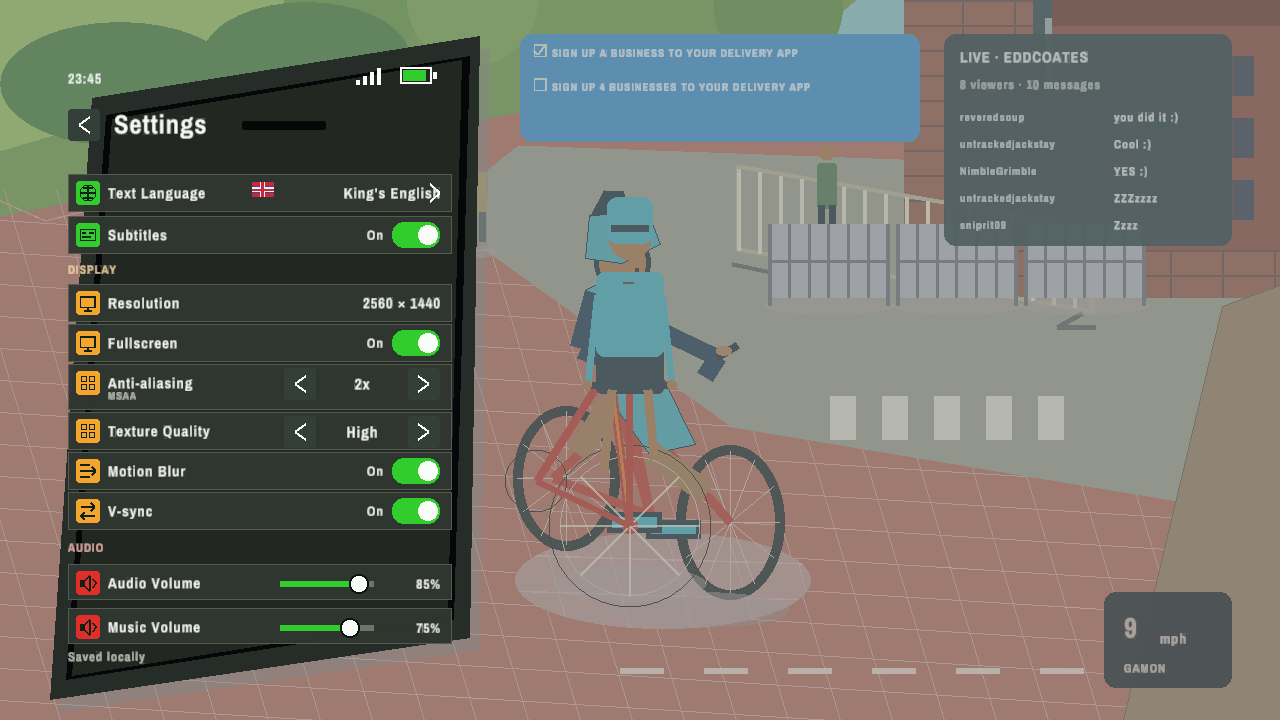 23:45
Settings
Text Language King's English
Subtitles On
DISPLAY
Resolution 2560 × 1440
Fullscreen On
Anti-aliasing 2x
MSAA
Texture Quality High
Motion Blur On
V-sync On
AUDIO
Audio Volume 85%
Music Volume 75%
Saved locally
SIGN UP A BUSINESS TO YOUR DELIVERY APP
SIGN UP 4 BUSINESSES TO YOUR DELIVERY APP
LIVE · EDDCOATES
8 viewers · 10 messages
reveredsoup you did it :)
untrackedjackstay Cool :)
NimbleGrimble YES :)
untrackedjackstay ZZZzzzz
sniprit09 Zzzz
9 mph
GAMON